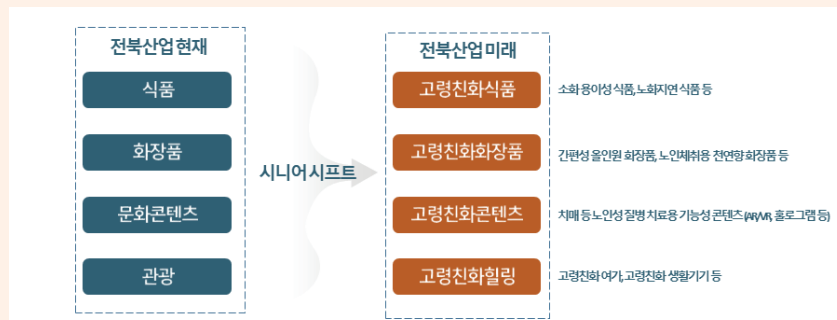 전북산업 현재
식품
화장품
문화콘텐츠
관광
시니어 시프트
전북산업 미래
고령친화식품
소화 용이성 식품, 노화지연 식품 등
고령친화화장품
간편성 올인원 화장품, 노인체취용 천연향 화장품 등
고령친화콘텐츠
치매 등 노인성 질병 치료용 기능성 콘텐츠(AR/VR, 홀로그램 등)
고령친화힐링
고령친화 여가, 고령친화 생활기기 등